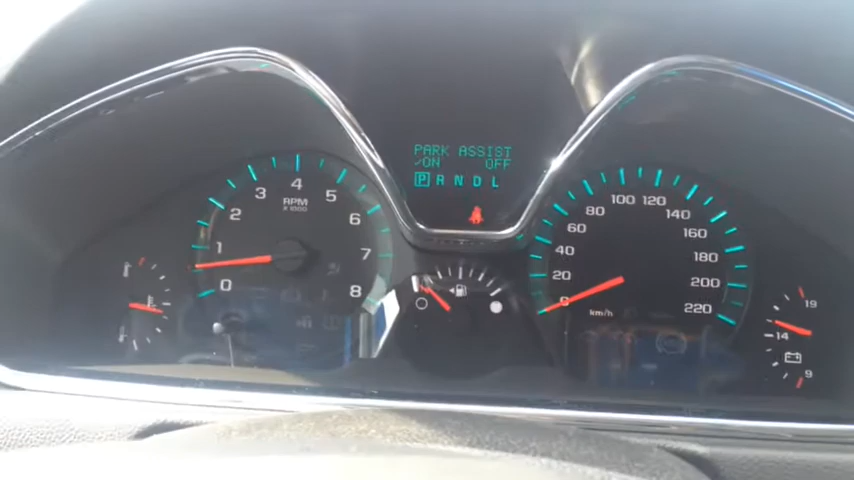 PARK ASSIST
✓ON OFF
P R N D L
0 1 2 3 4 5 6 7 8
RPM
X 1000
0 20 40 60 80 100 120 140 160 180 200 220
km/h
19
14
9